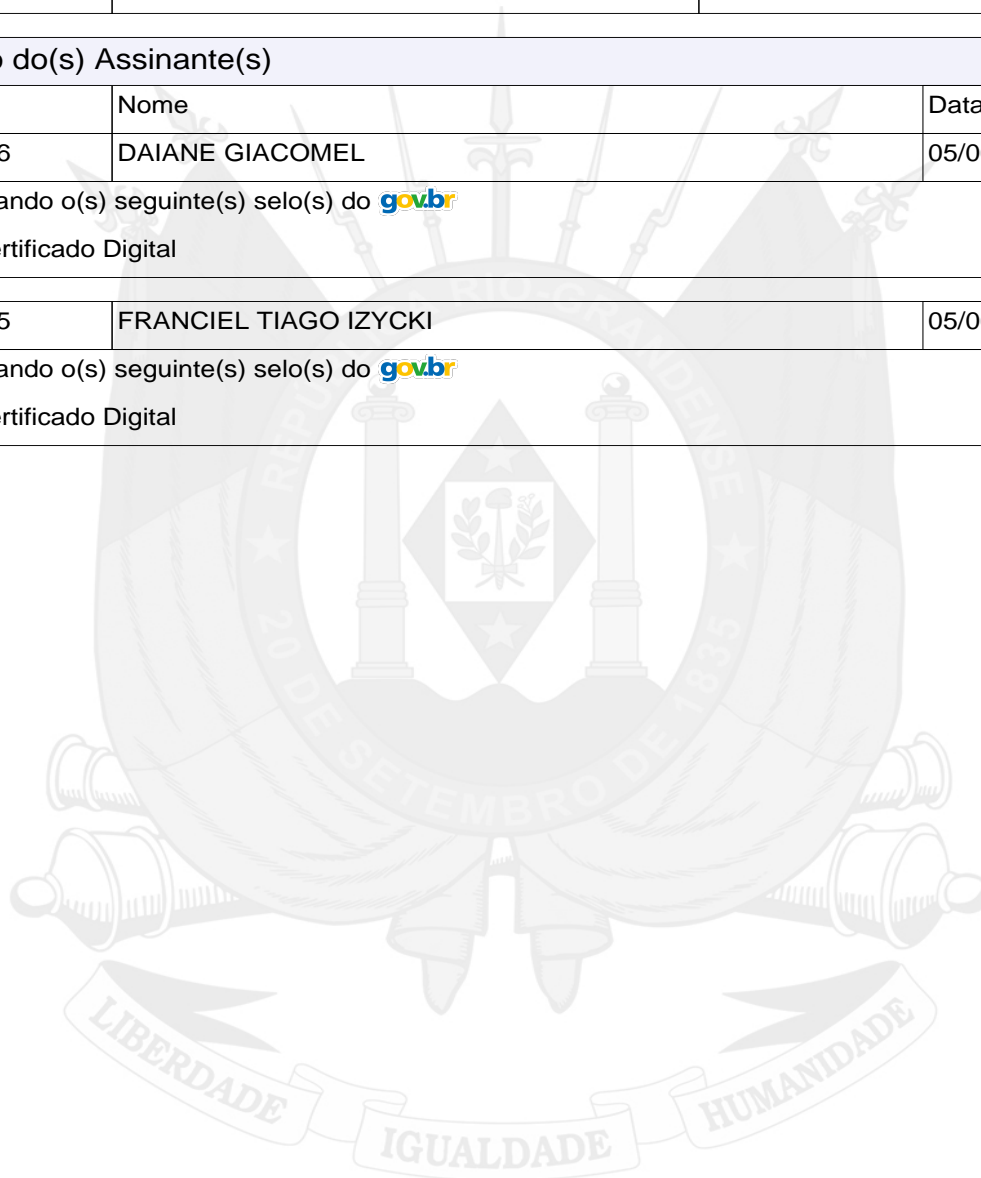 o do(s) Assinante(s)
Nome Data
6 DAIANE GIACOMEL 05/0
ando o(s) seguinte(s) selo(s) do gov.br
ertificado Digital
5 FRANCIEL TIAGO IZYCKI 05/0
ando o(s) seguinte(s) selo(s) do gov.br
ertificado Digital
REPUBLICA RIO-GRANDENSE
20 DE SETEMBRO DE 1835
LIBERDADE IGUALDADE HUMANIDADE